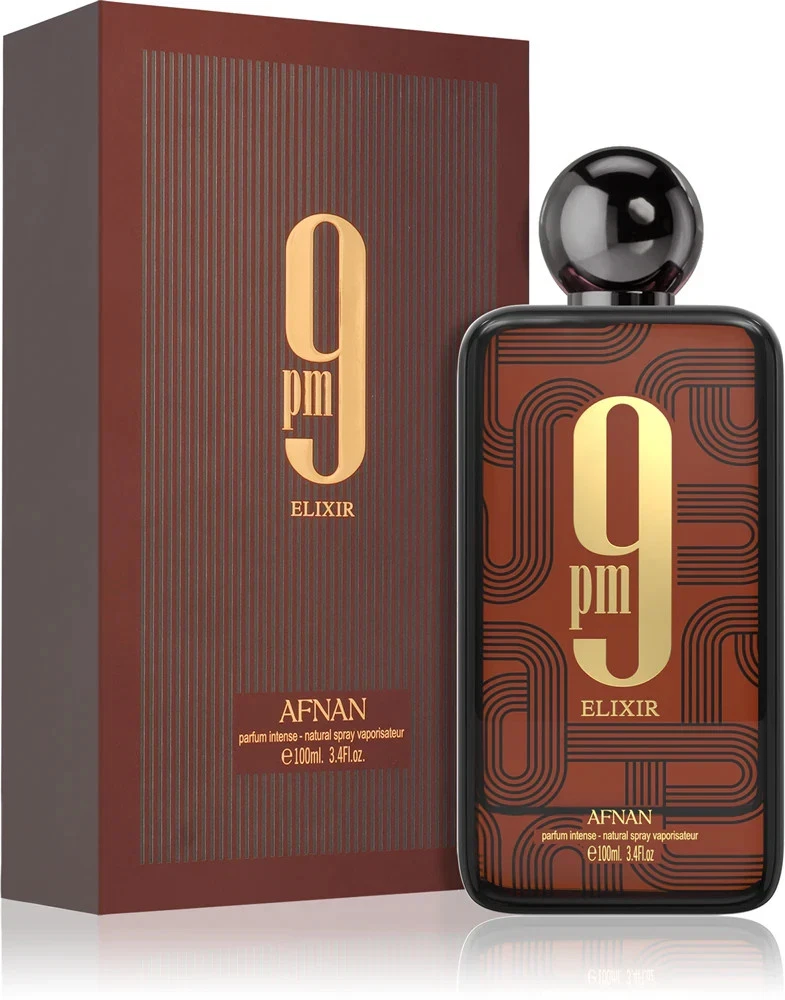 9
pm
ELIXIR
AFNAN
parfum intense - natural spray vaporisateur
℮100ml. 3.4Fl.oz.
9
pm
ELIXIR
AFNAN
parfum intense - natural spray vaporisateur
℮100ml. 3.4Fl.oz